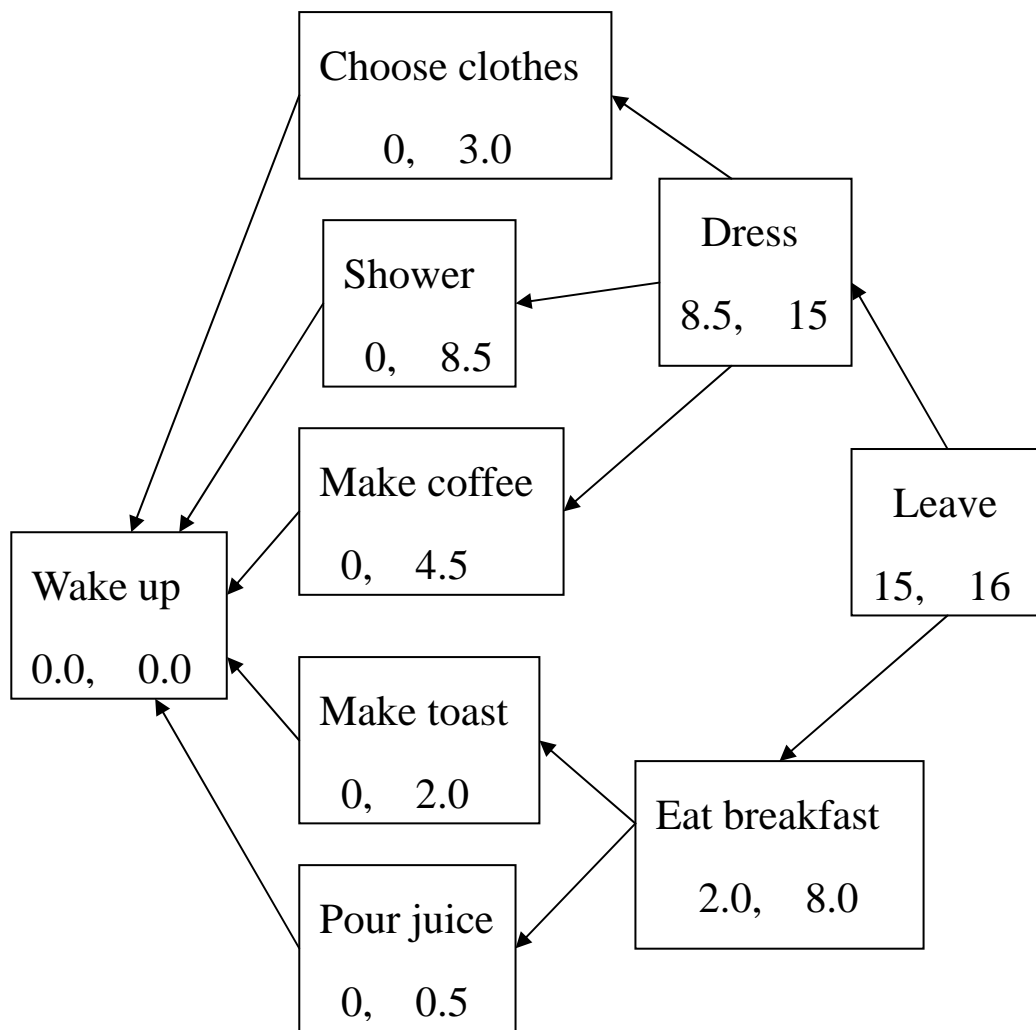 Choose clothes
0, 3.0
Dress
8.5, 15
Shower
0, 8.5
Make coffee
0, 4.5
Leave
15, 16
Wake up
0.0, 0.0
Make toast
0, 2.0
Eat breakfast
2.0, 8.0
Pour juice
0, 0.5